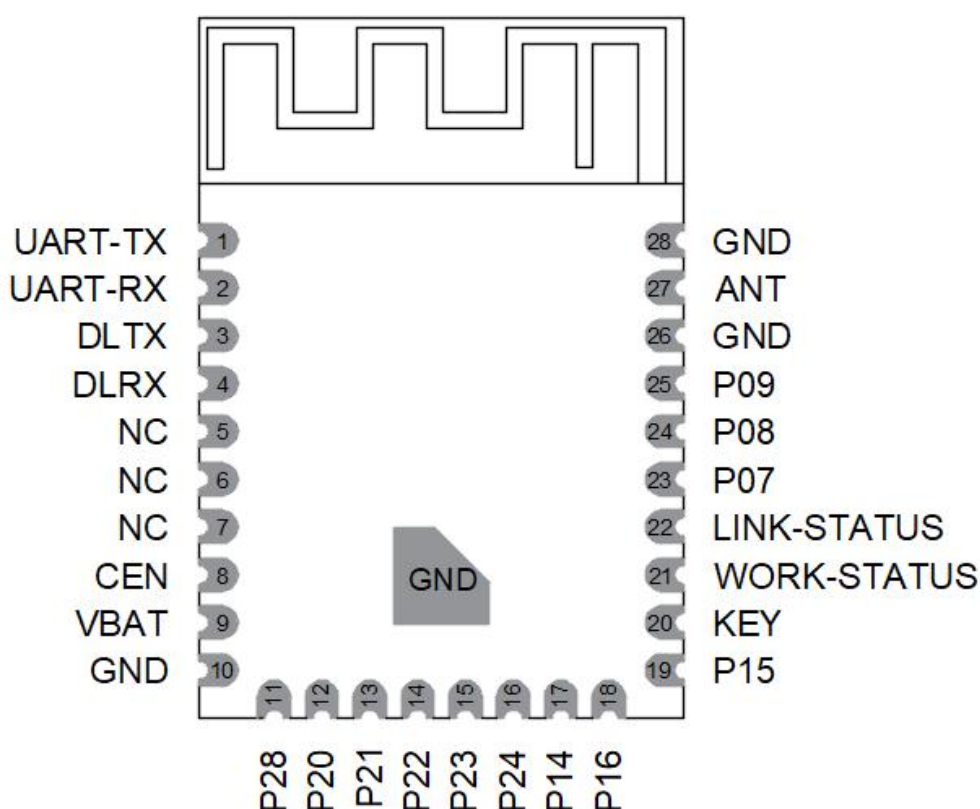 UART-TX 1 28 GND
UART-RX 2 27 ANT
DLTX 3 26 GND
DLRX 4 25 P09
NC 5 24 P08
NC 6 23 P07
NC 7 22 LINK-STATUS
CEN 8 GND 21 WORK-STATUS
VBAT 9 20 KEY
GND 10 19 P15
11 12 13 14 15 16 17 18
P28 P20 P21 P22 P23 P24 P14 P16